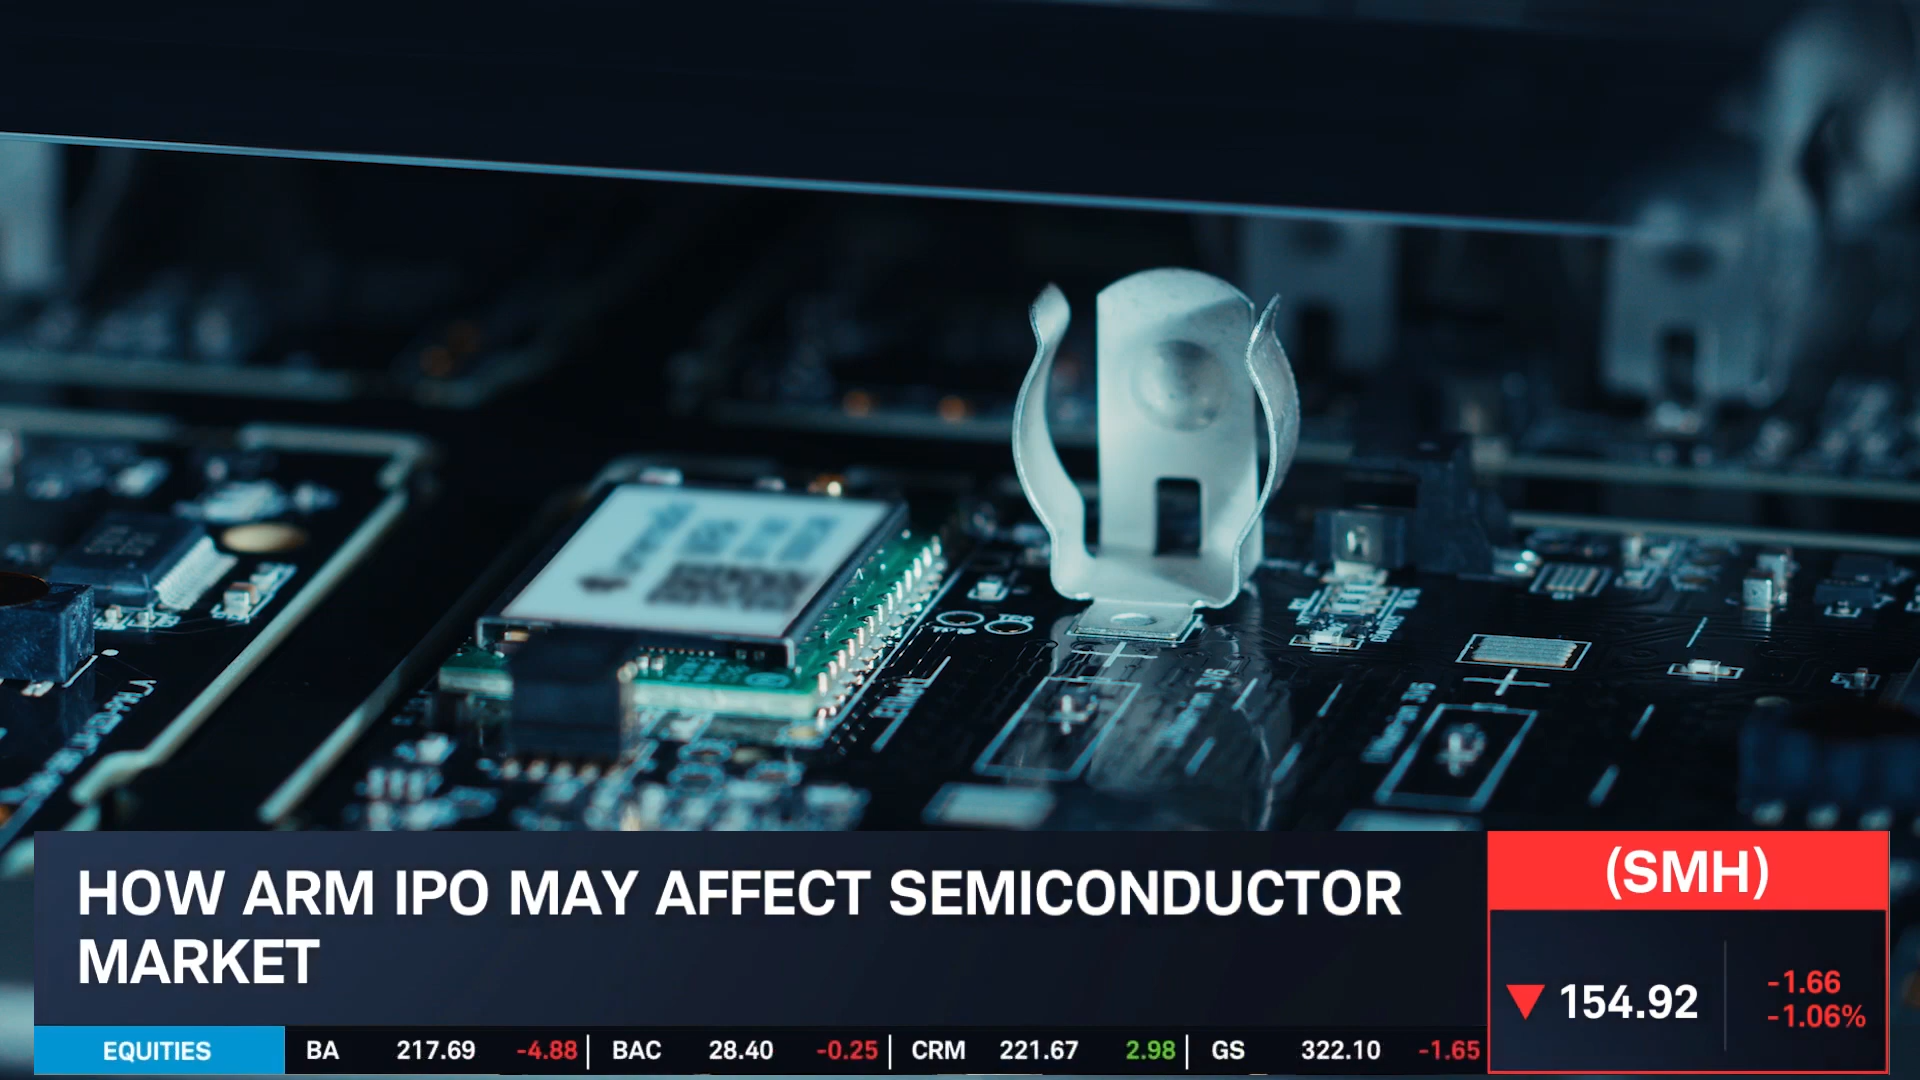 HOW ARM IPO MAY AFFECT SEMICONDUCTOR
MARKET
(SMH)
▼ 154.92
-1.66
-1.06%
EQUITIES BA 217.69 -4.88 BAC 28.40 -0.25 CRM 221.67 2.98 GS 322.10 -1.65